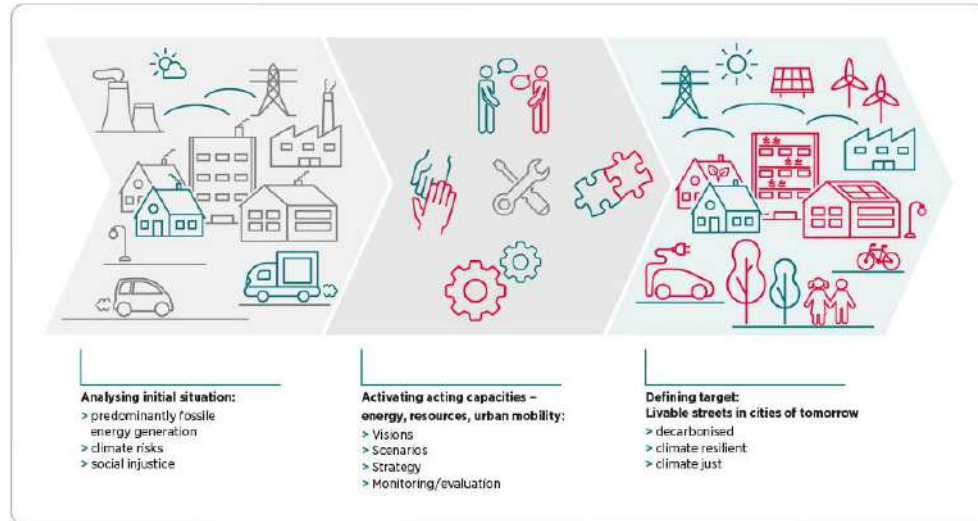 Analysing initial situation:
> predominantly fossile
energy generation
> climate risks
> social injustice
Activating acting capacities –
energy, resources, urban mobility:
> Visions
> Scenarios
> Strategy
> Monitoring/evaluation
Defining target:
Livable streets in cities of tomorrow
> decarbonised
> climate resilient
> climate just